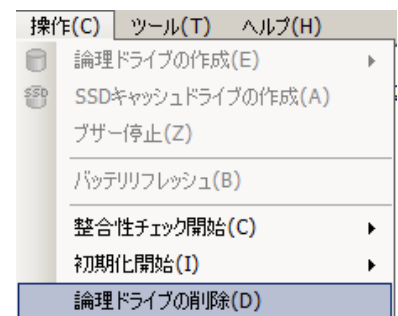 操作(C) ツール(T) ヘルプ(H)
論理ドライブの作成(E)
SSD SSDキャッシュドライブの作成(A)
ブザー停止(Z)
バッテリリフレッシュ(B)
整合性チェック開始(C)
初期化開始(I)
論理ドライブの削除(D)